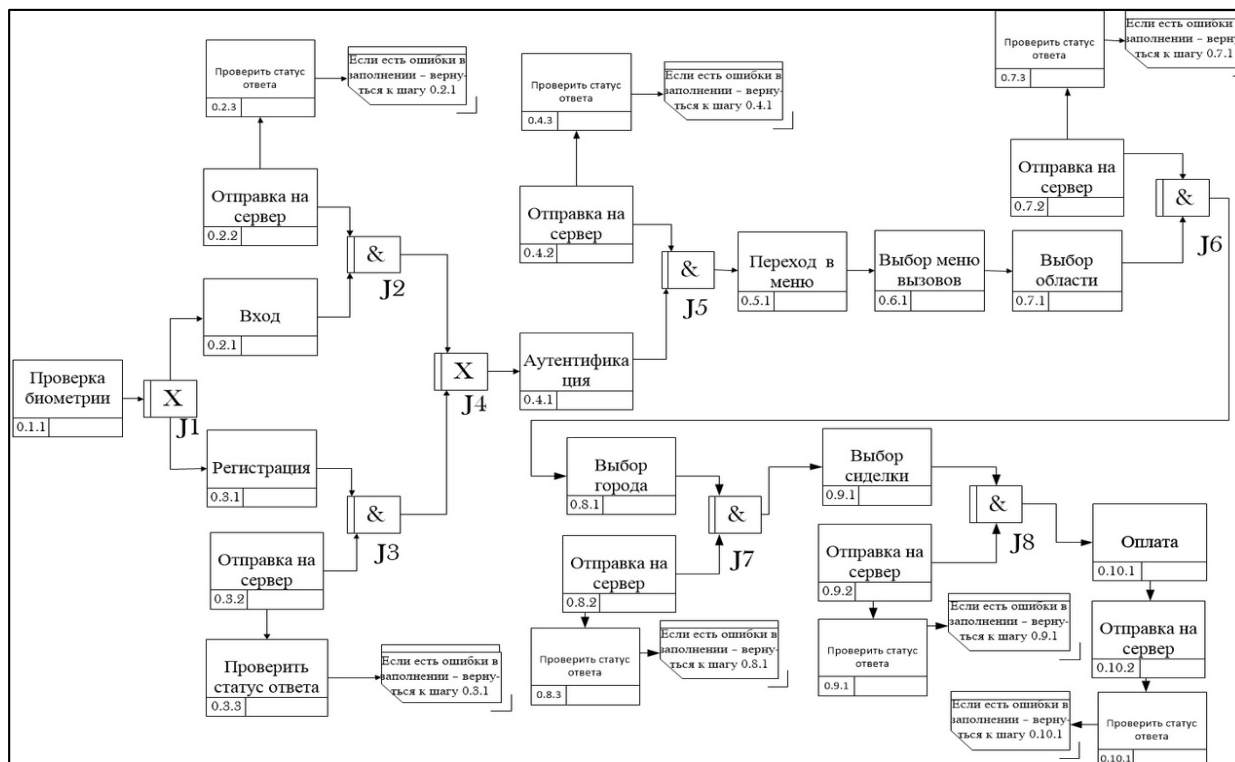 Проверить статус
ответа
0.2.3
Если есть ошибки в
заполнении – верну-
ться к шагу 0.2.1
Отправка на
сервер
0.2.2
&
J2
Вход
0.2.1
Проверка
биометрии
0.1.1
X
J1
Регистрация
0.3.1
&
J3
Отправка на
сервер
0.3.2
Проверить
статус ответа
0.3.3
Если есть ошибки в
заполнении – верну-
ться к шагу 0.3.1
X
J4
Проверить статус
ответа
0.4.3
Если есть ошибки в
заполнении – верну-
ться к шагу 0.4.1
Отправка на
сервер
0.4.2
Аутентифика
ция
0.4.1
&
J5
Переход в
меню
0.5.1
Выбор меню
вызовов
0.6.1
Выбор
области
0.7.1
Проверить статус
ответа
0.7.3
Если есть ошибки
заполнении – верну
ться к шагу 0.7.1
Отправка на
сервер
0.7.2
&
J6
Выбор
города
0.8.1
Отправка на
сервер
0.8.2
&
J7
Проверить статус
ответа
0.8.3
Если есть ошибки в
заполнении – верну-
ться к шагу 0.8.1
Выбор
сиделки
0.9.1
Отправка на
сервер
0.9.2
&
J8
Проверить статус
ответа
0.9.1
Если есть ошибки в
заполнении – верну-
ться к шагу 0.9.1
Оплата
0.10.1
Отправка на
сервер
0.10.2
Проверить статус
ответа
0.10.1
Если есть ошибки в
заполнении – верну-
ться к шагу 0.10.1